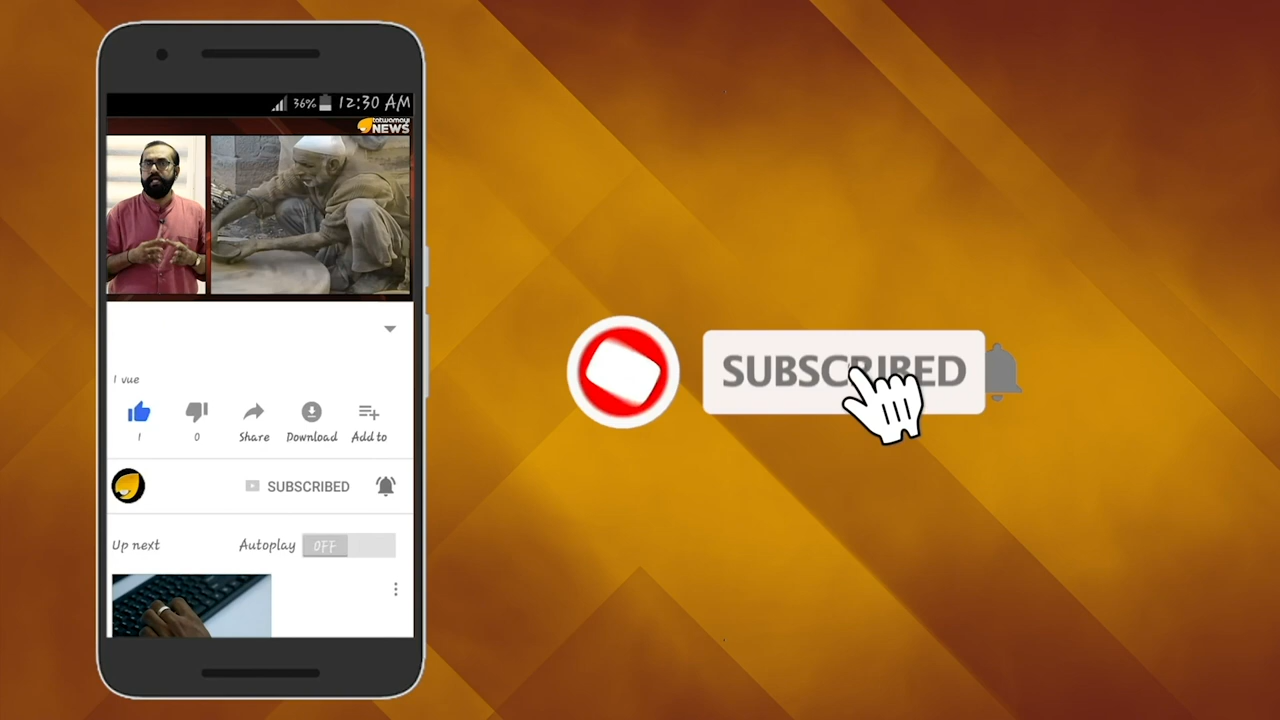 36% 12:30 AM
tatwamayi
NEWS
1 vue
1
0
Share
Download
Add to
SUBSCRIBED
Up next
Autoplay
OFF
SUBSCRIBED